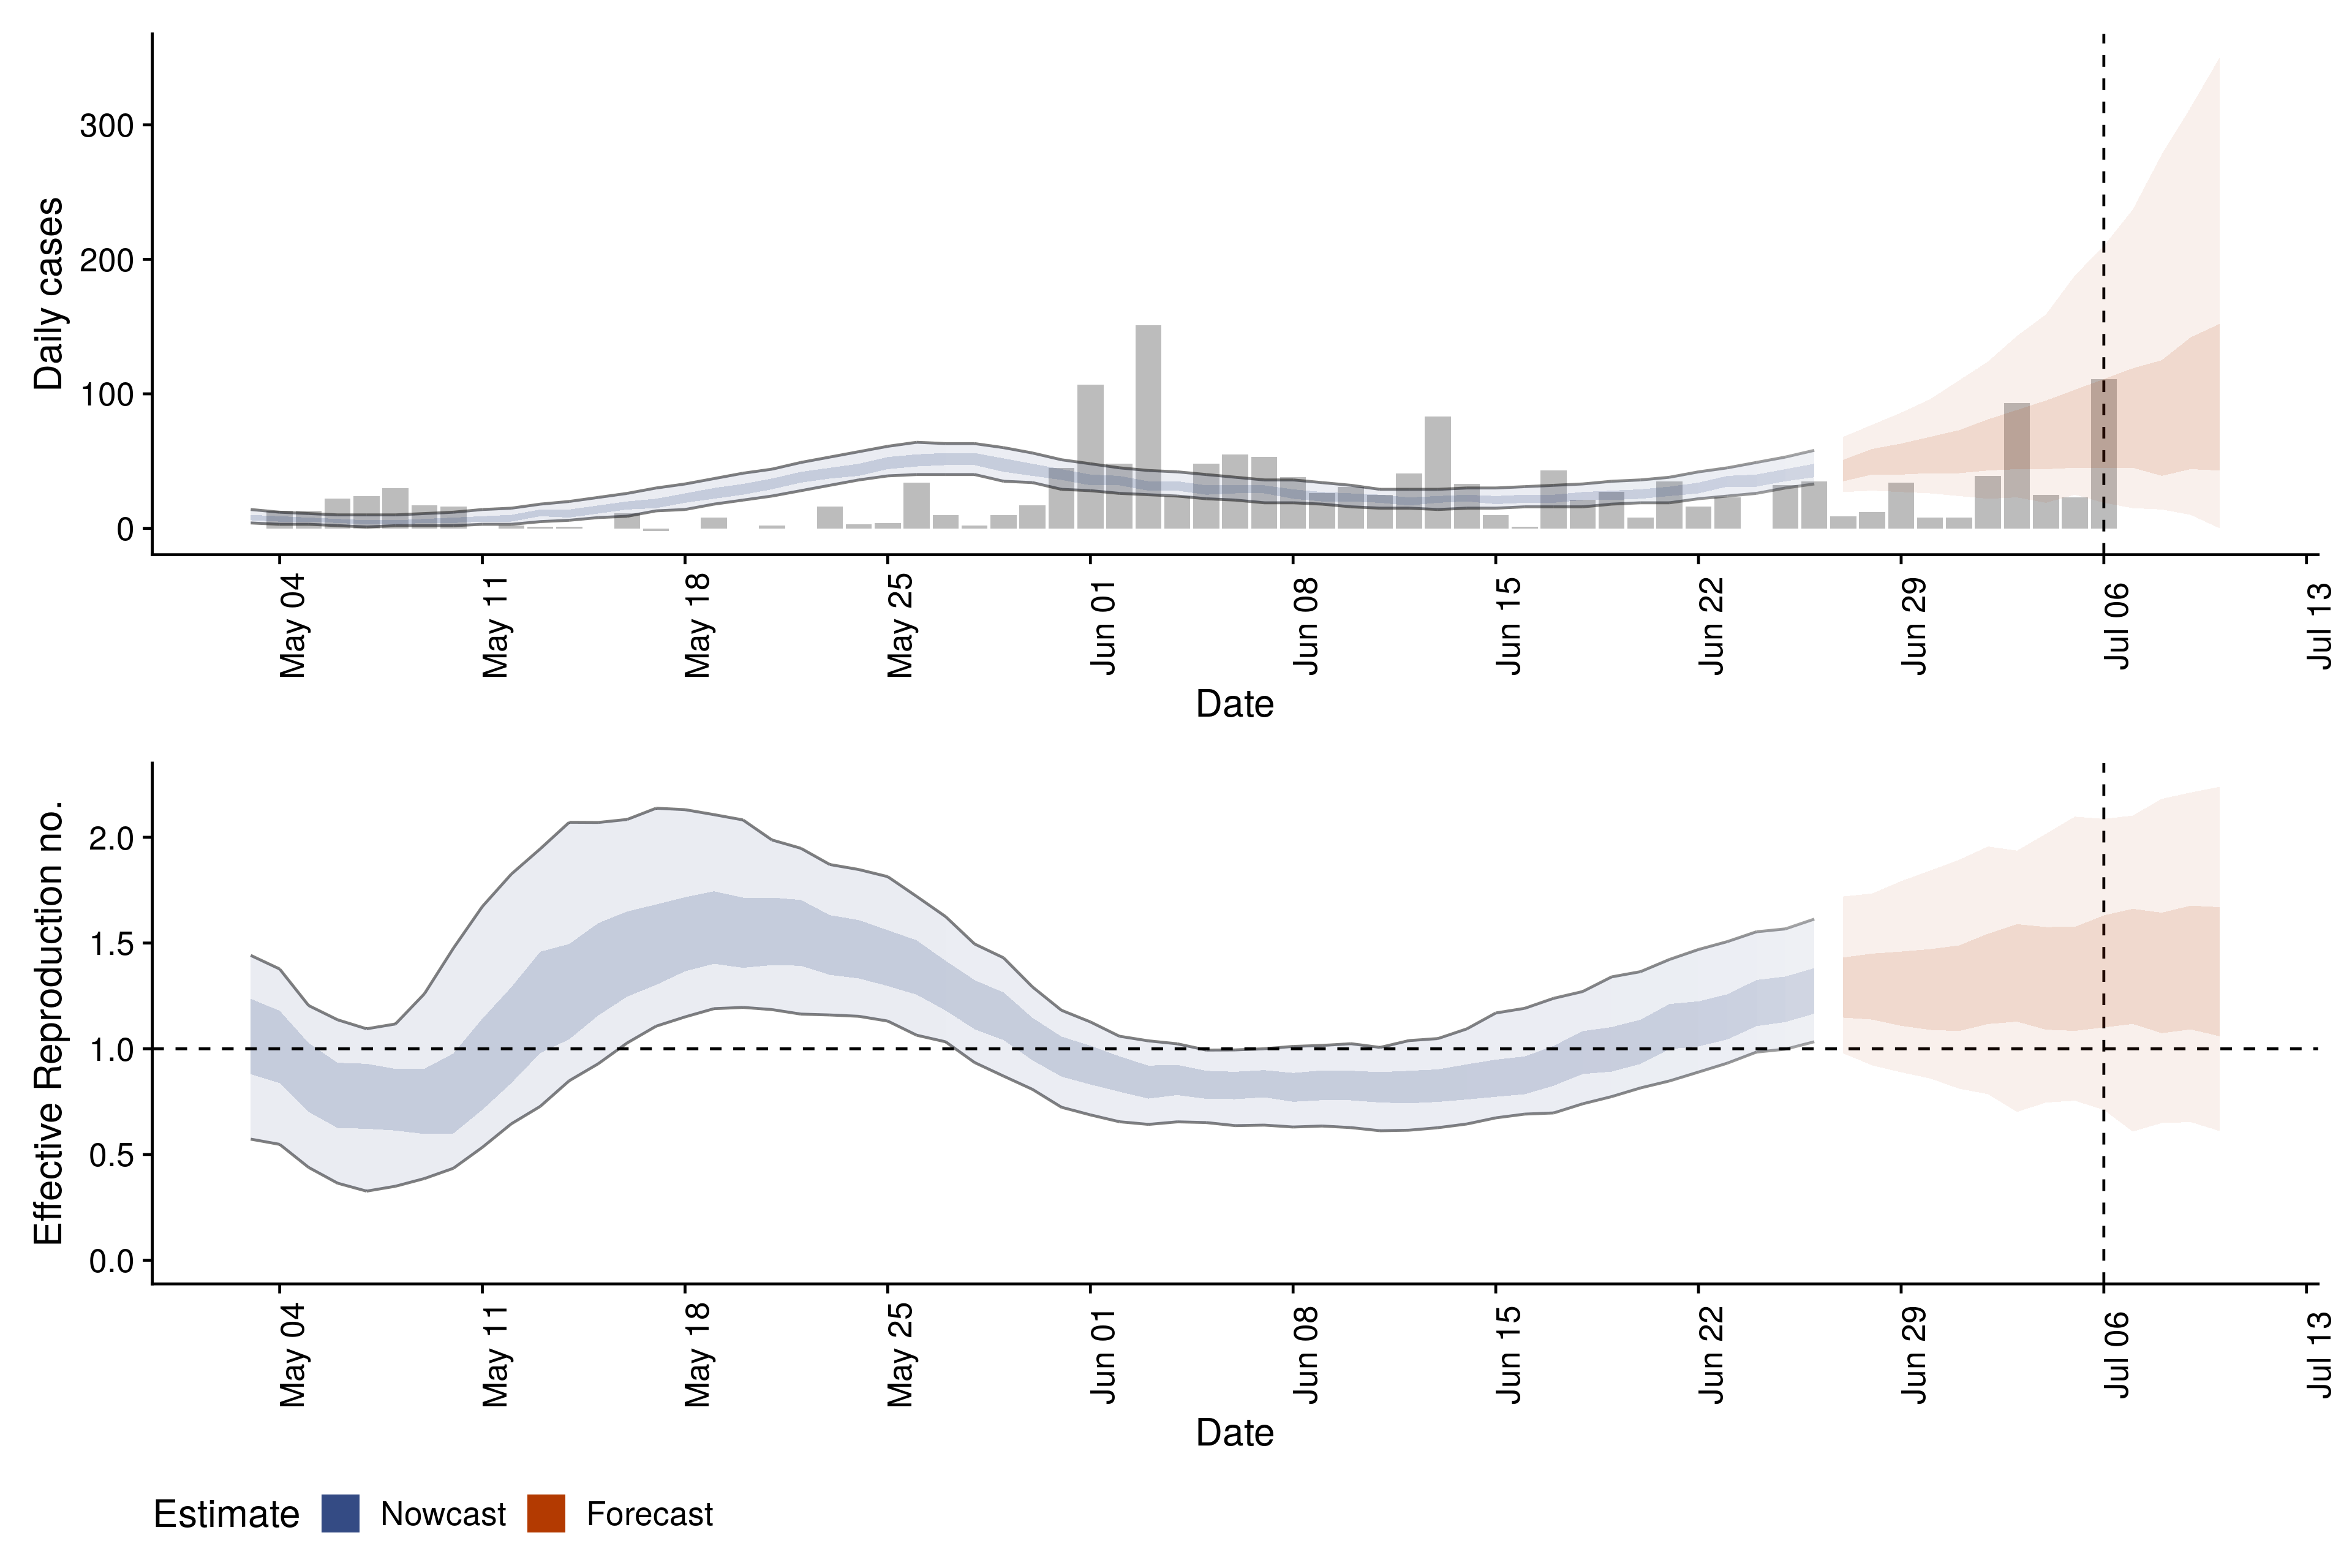 Daily cases
300
200
100
0
May 04
May 11
May 18
May 25
Jun 01
Jun 08
Jun 15
Jun 22
Jun 29
Jul 06
Jul 13
Date
Effective Reproduction no.
2.0
1.5
1.0
0.5
0.0
May 04
May 11
May 18
May 25
Jun 01
Jun 08
Jun 15
Jun 22
Jun 29
Jul 06
Jul 13
Date
Estimate Nowcast Forecast